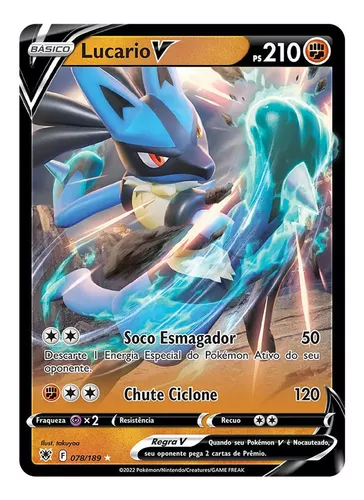 BÁSICO Lucario V PS 210
Soco Esmagador 50
Descarte 1 Energia Especial do Pokémon Ativo do seu
oponente.
Chute Ciclone 120
Fraqueza ×2 Resistência Recuo
Regra V Quando seu Pokémon V é Nocauteado,
seu oponente pega 2 cartas de Prêmio.
Ilust. takuyoa
F 078/189
©2022 Pokémon/Nintendo/Creatures/GAME FREAK